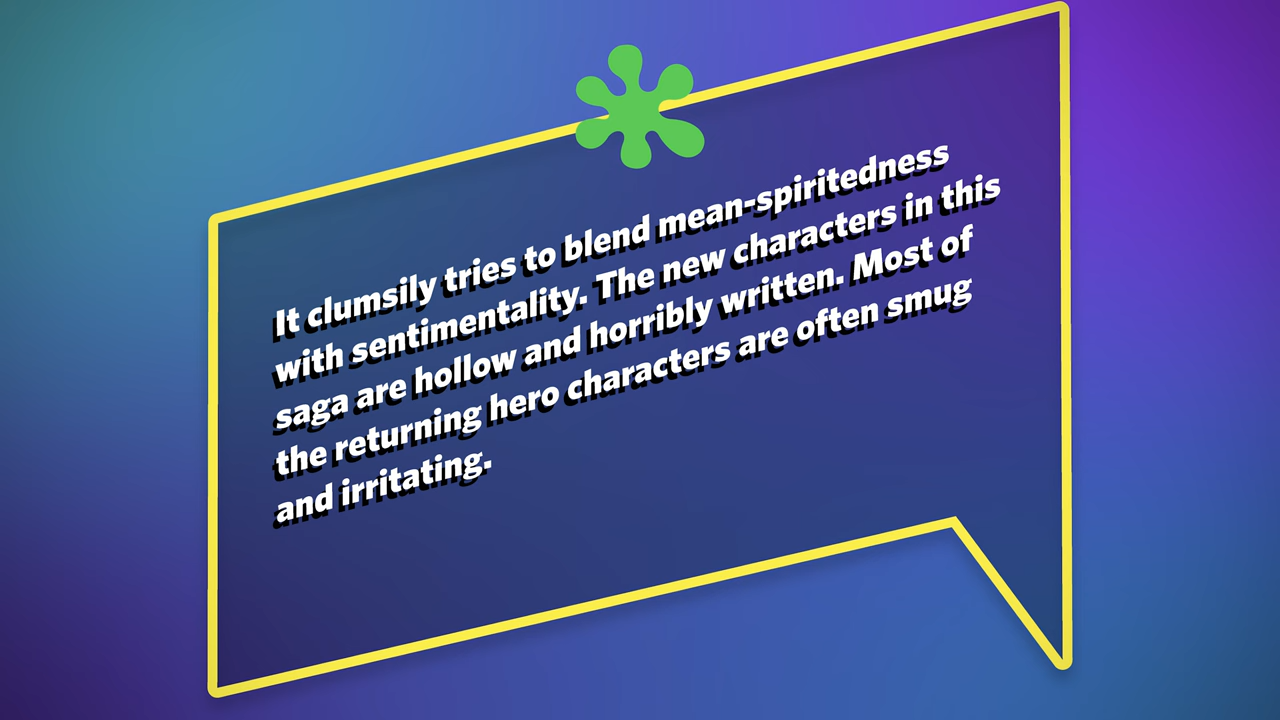 It clumsily tries to blend mean-spiritedness
with sentimentality. The new characters in this
saga are hollow and horribly written. Most of
the returning hero characters are often smug
and irritating.